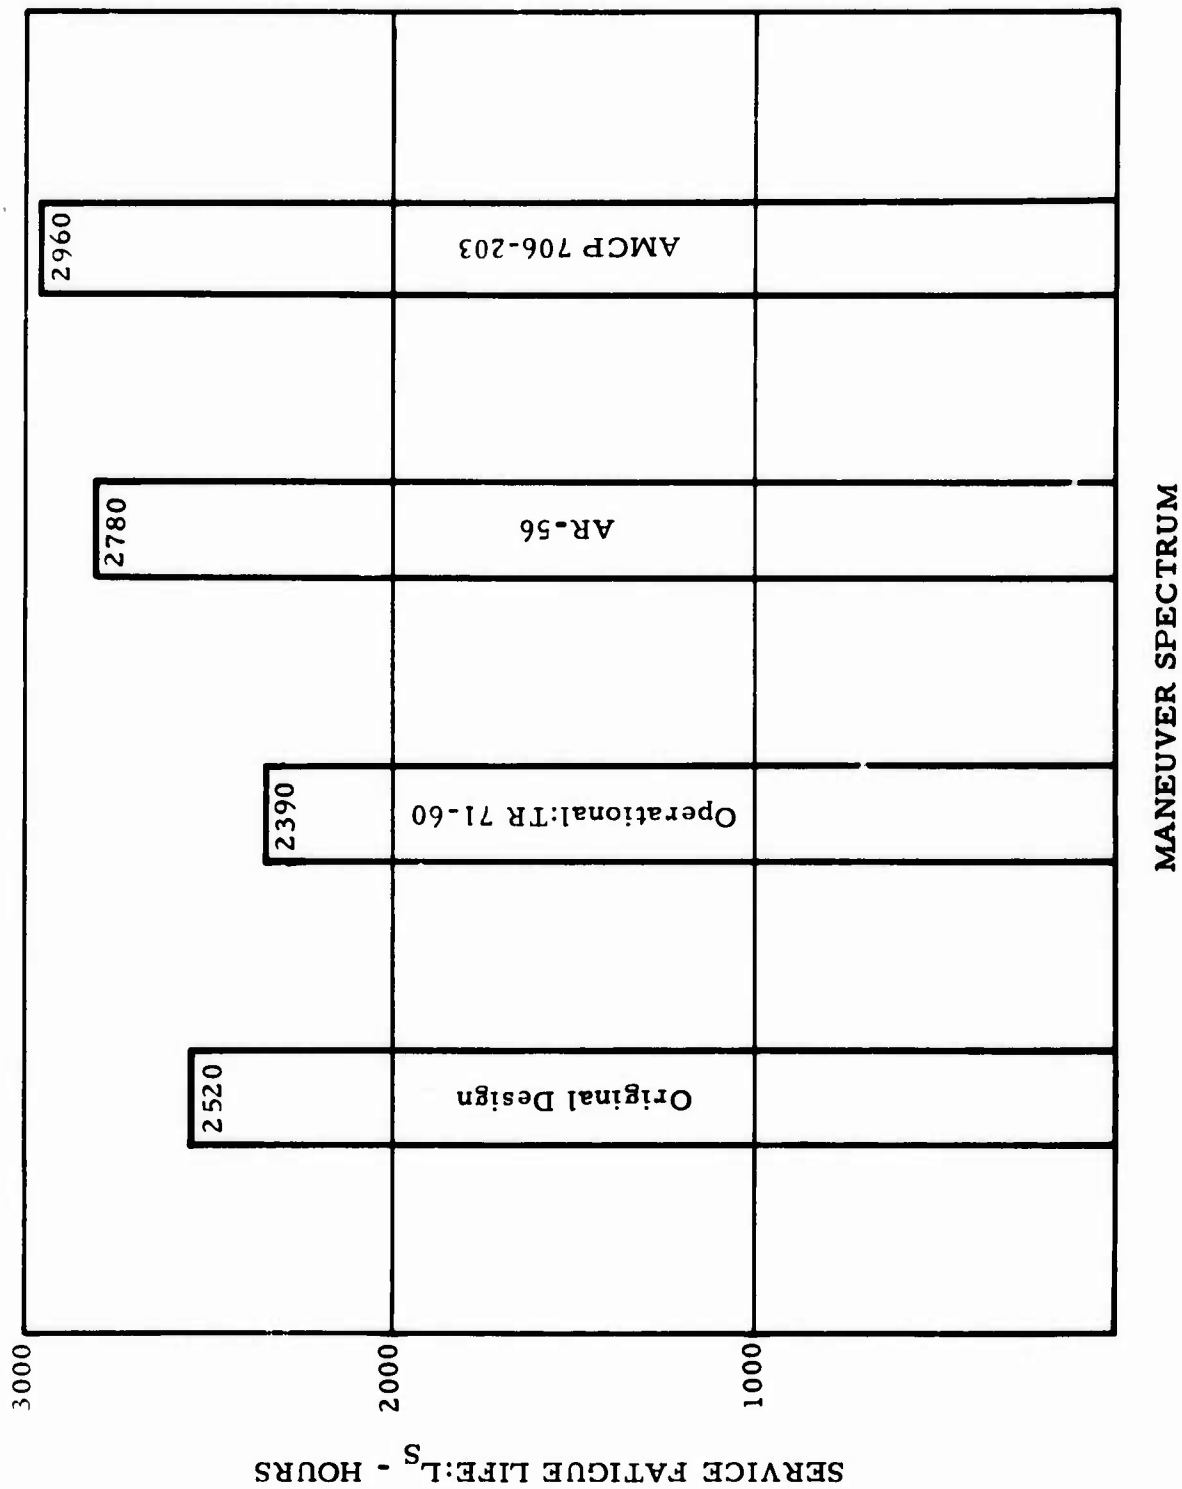 SERVICE FATIGUE LIFE:L_S - HOURS
3000
2000
1000
2520
Original Design
2390
Operational:TR 71-60
2780
AR-56
2960
AMCP 706-203
MANEUVER SPECTRUM